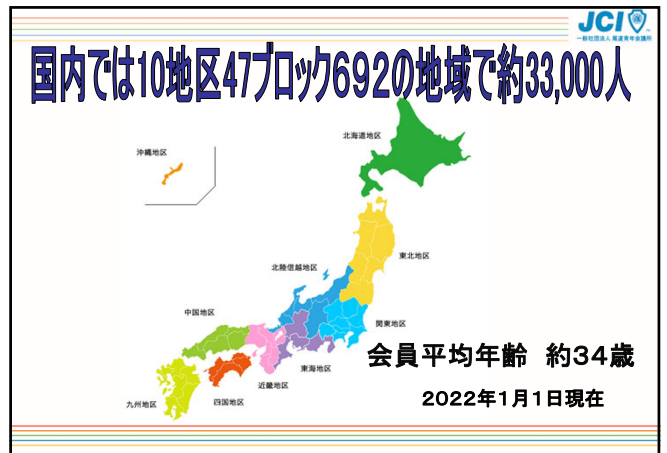 JCI
一般社団法人 尾道青年会議所
国内では10地区47ブロック692の地域で約33,000人
北海道地区
沖縄地区
東北地区
北陸信越地区
中国地区
関東地区
会員平均年齢 約34歳
東海地区
近畿地区
九州地区
四国地区
2022年1月1日現在